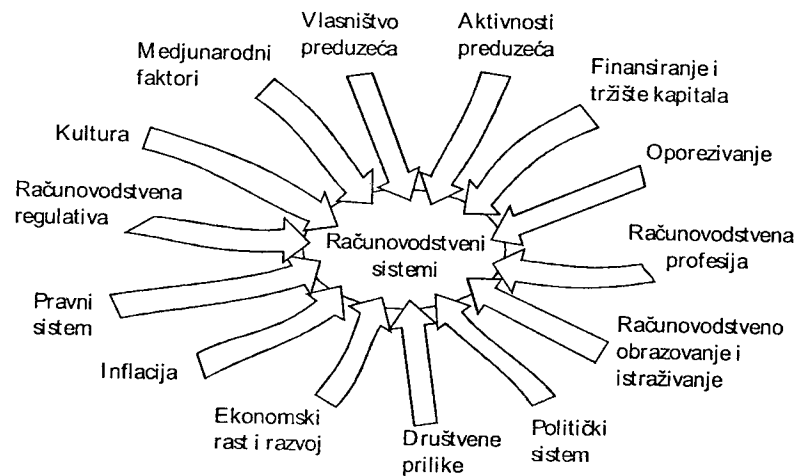 Vlasništvo
preduzeća
Aktivnosti
preduzeća
Medjunarodni
faktori
Finansiranje i
tržište kapitala
Kultura
Oporezivanje
Računovodstvena
regulativa
Računovodstveni
sistemi
Računovodstvena
profesija
Pravni
sistem
Računovodstveno
obrazovanje i
istraživanje
Inflacija
Ekonomski
rast i razvoj
Društvene
prilike
Politički
sistem